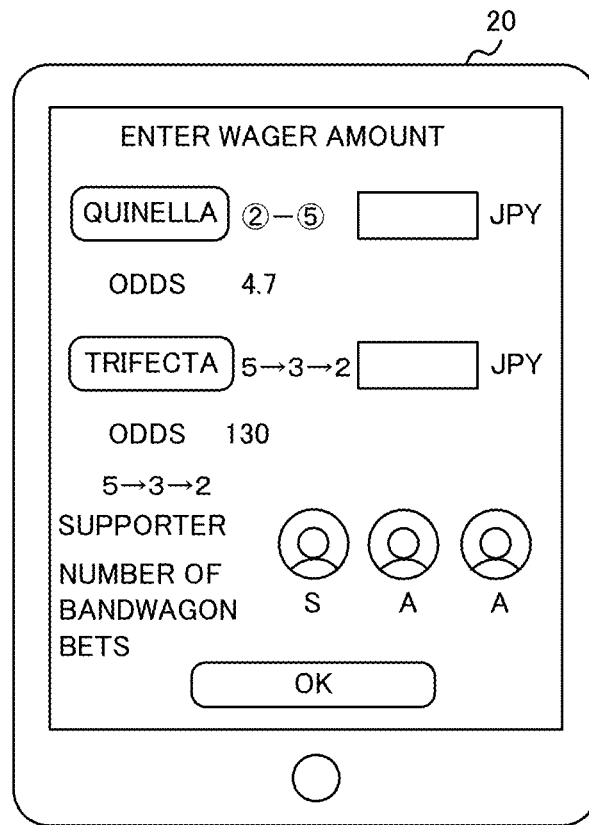 20
ENTER WAGER AMOUNT
QUINELLA ②−⑤ JPY
ODDS 4.7
TRIFECTA 5→3→2 JPY
ODDS 130
5→3→2
SUPPORTER
NUMBER OF
BANDWAGON
BETS
S A A
OK